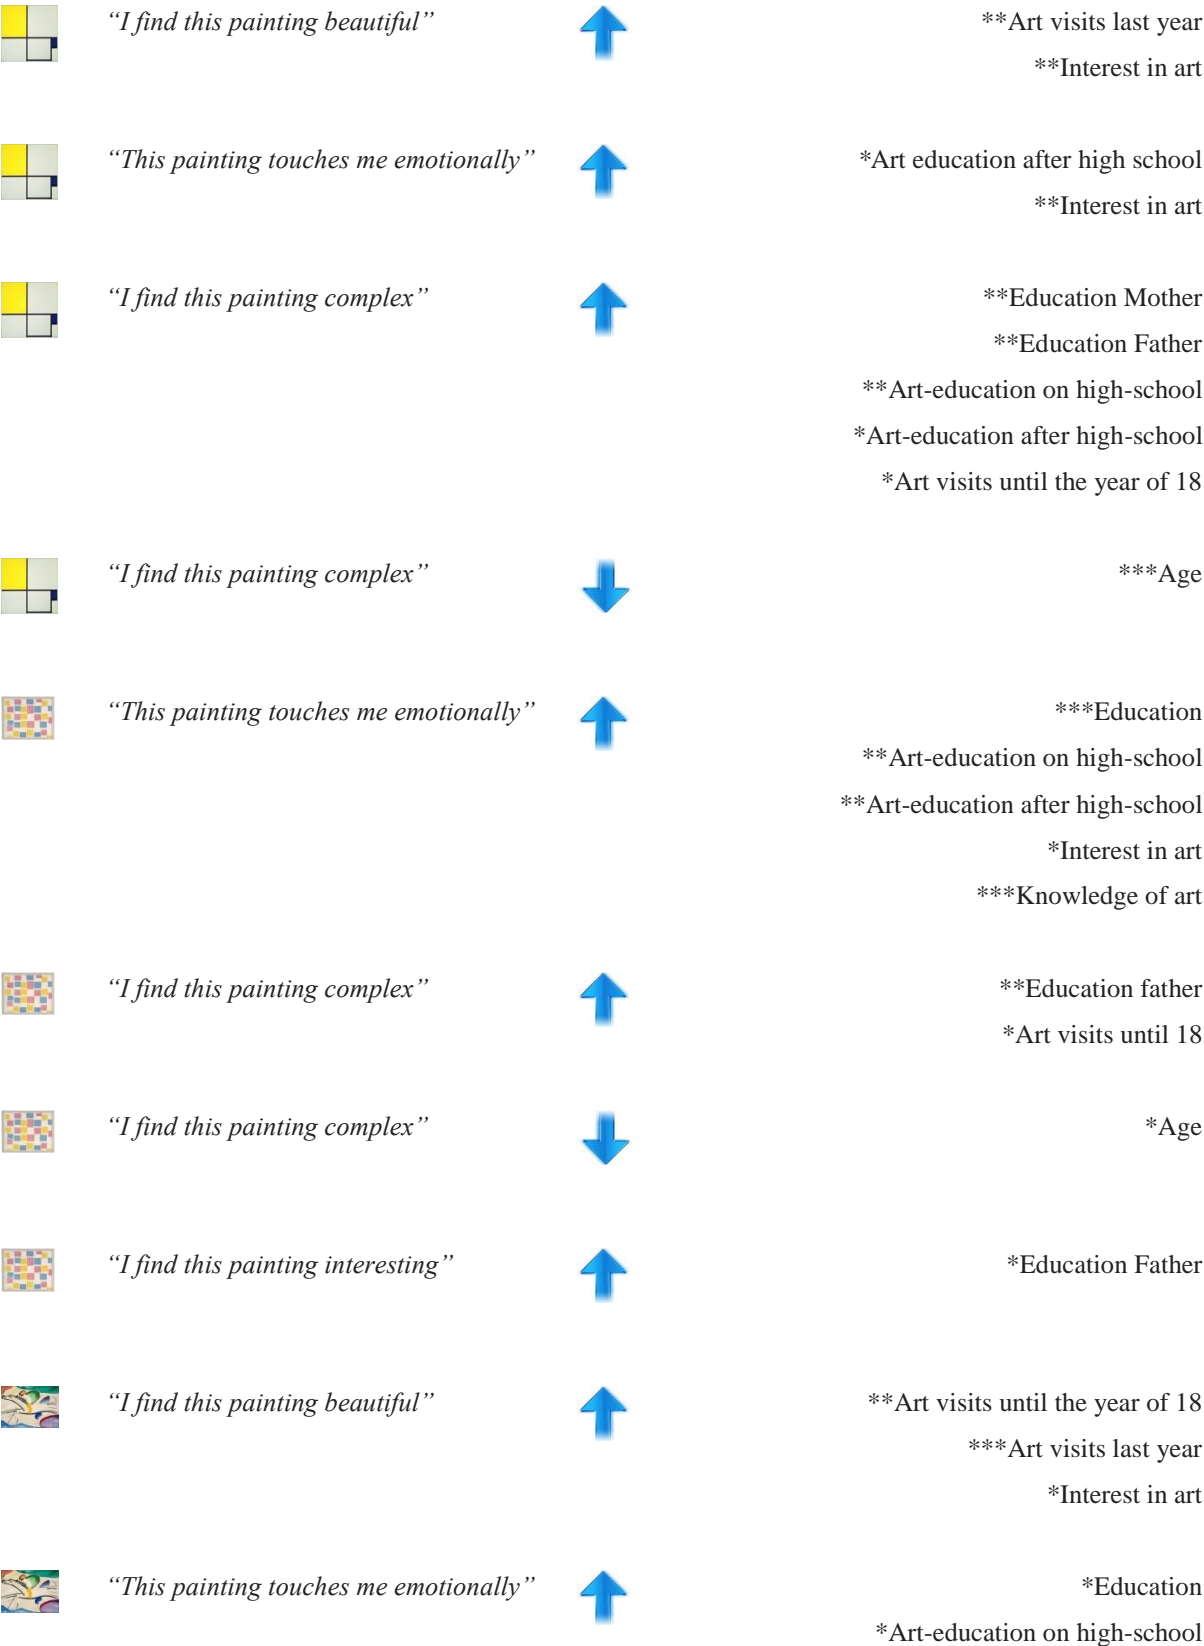 “I find this painting beautiful” **Art visits last year
**Interest in art
“This painting touches me emotionally” *Art education after high school
**Interest in art
“I find this painting complex” **Education Mother
**Education Father
**Art-education on high-school
*Art-education after high-school
*Art visits until the year of 18
“I find this painting complex” ***Age
“This painting touches me emotionally” ***Education
**Art-education on high-school
**Art-education after high-school
*Interest in art
***Knowledge of art
“I find this painting complex” **Education father
*Art visits until 18
“I find this painting complex” *Age
“I find this painting interesting” *Education Father
“I find this painting beautiful” **Art visits until the year of 18
***Art visits last year
*Interest in art
“This painting touches me emotionally” *Education
*Art-education on high-school